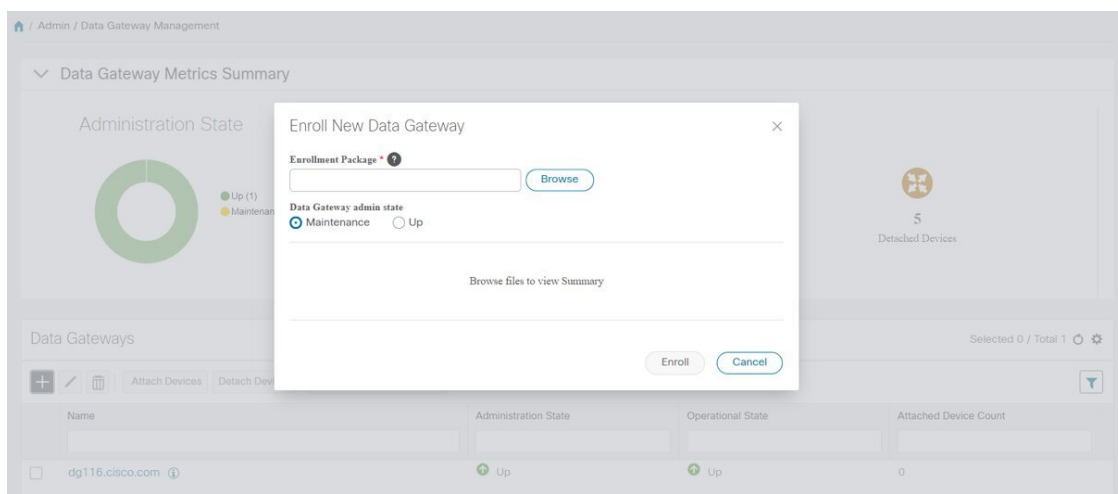 / Admin / Data Gateway Management
Data Gateway Metrics Summary
Administration State
Up (1)
Maintenan
5
Detached Devices
Enroll New Data Gateway
Enrollment Package * ?
Browse
Data Gateway admin state
Maintenance Up
Browse files to view Summary
Enroll Cancel
Data Gateways
Selected 0 / Total 1
Attach Devices Detach Devi
Name Administration State Operational State Attached Device Count
dg116.cisco.com Up Up 0